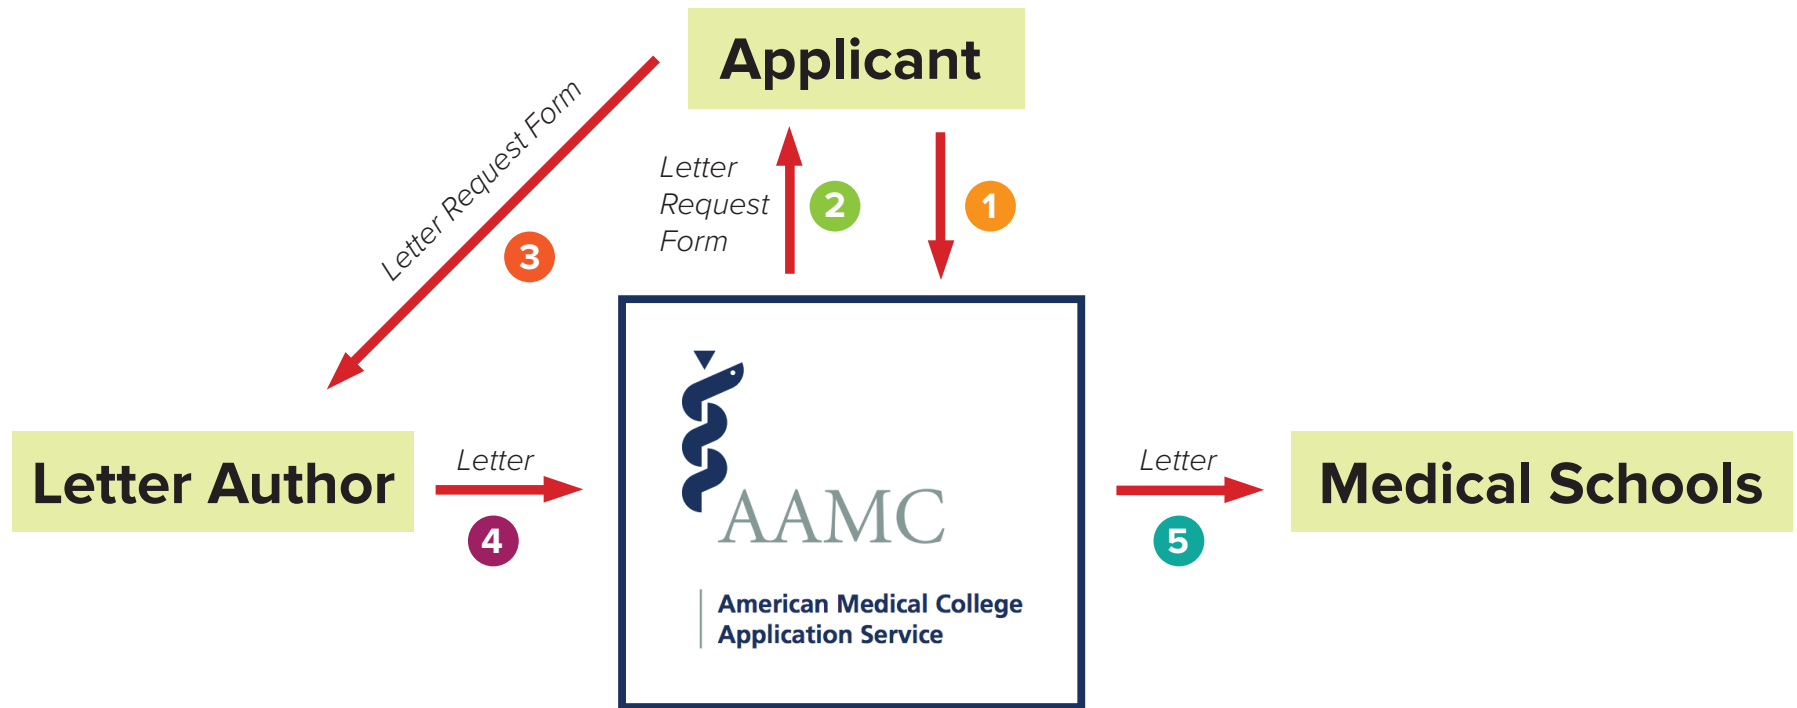 Applicant
Letter Request Form
3
Letter
Request
Form
2
1
Letter Author
Letter
4
AAMC
American Medical College
Application Service
Letter
5
Medical Schools